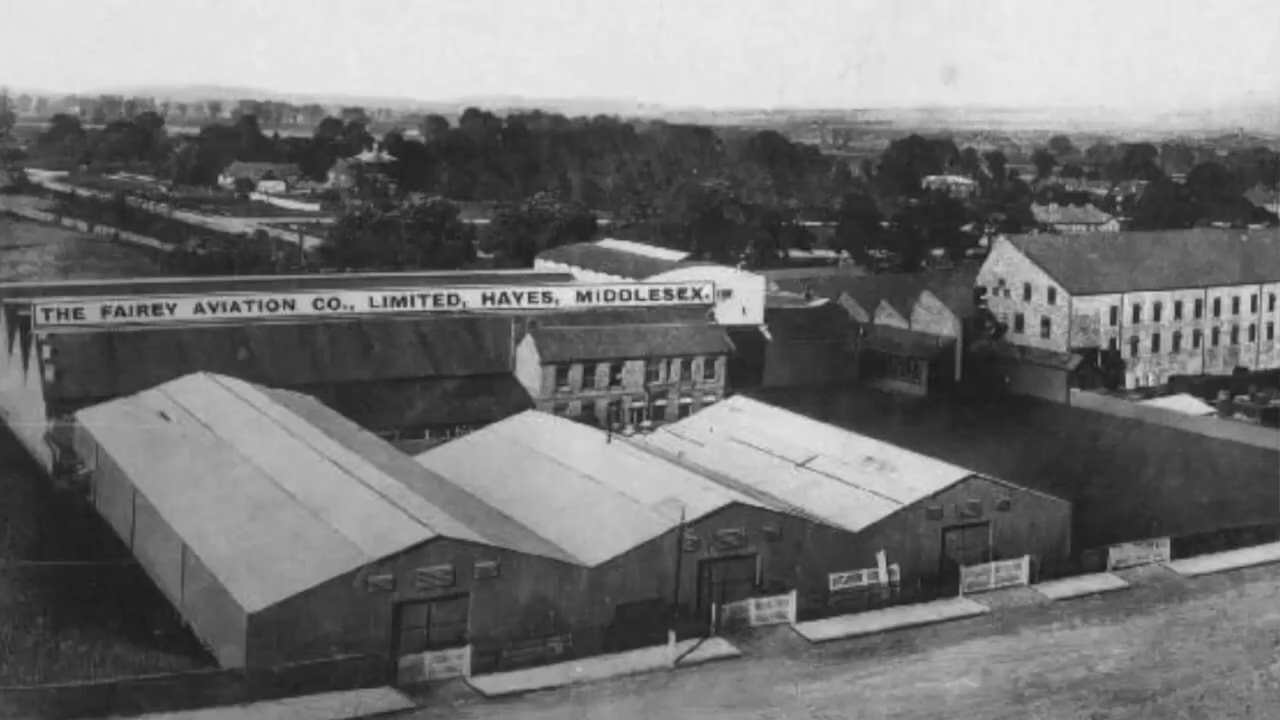 THE FAIREY AVIATION CO., LIMITED, HAYES, MIDDLESEX.